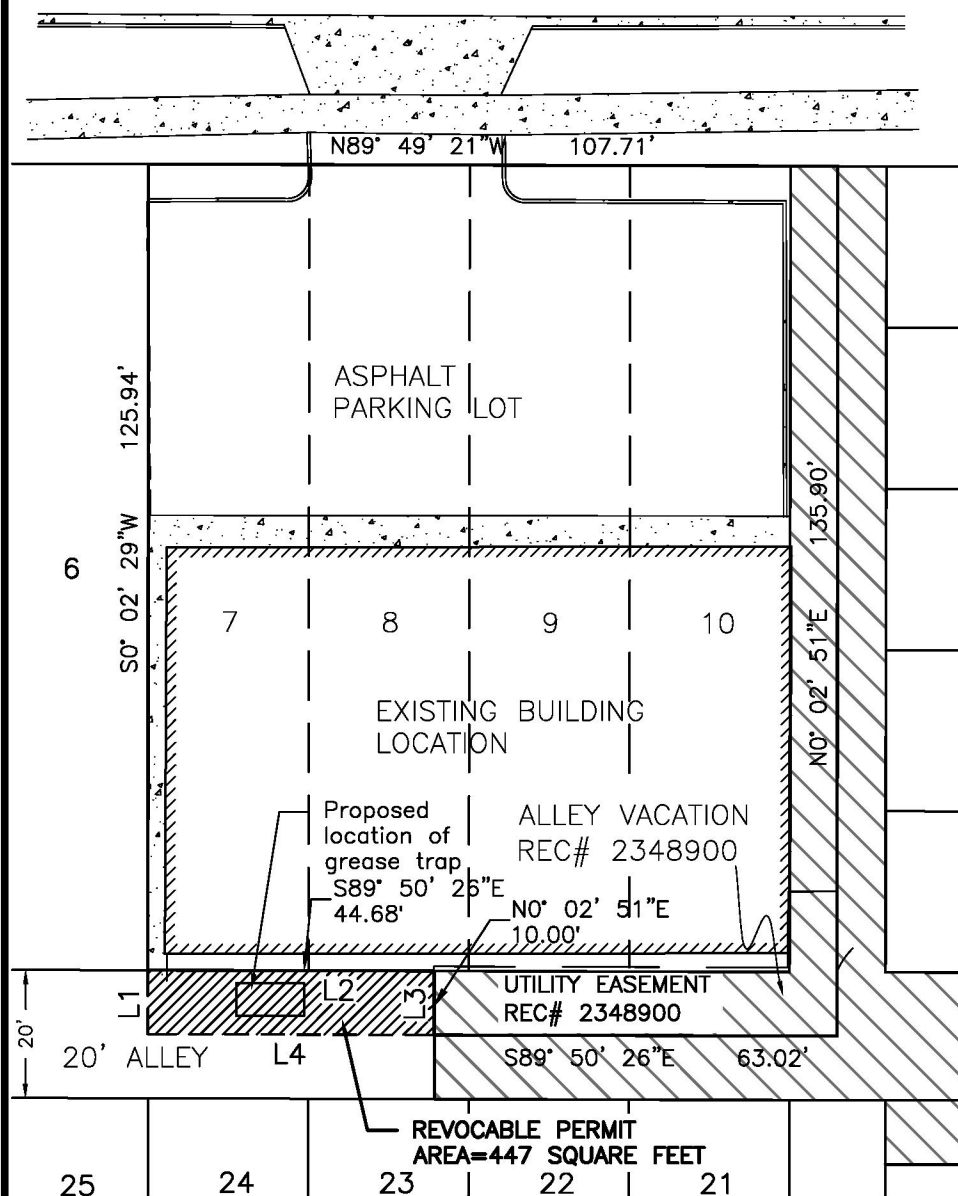 N89° 49' 21"W 107.71'
ASPHALT
PARKING LOT
125.94'
S0° 02' 29"W
135.90'
N0° 02' 51"E
6
7
8
9
10
EXISTING BUILDING
LOCATION
Proposed
location of
grease trap
S89° 50' 26"E
44.68'
ALLEY VACATION
REC# 2348900
N0° 02' 51"E
10.00'
L1
L2
L3
UTILITY EASEMENT
REC# 2348900
20'
20' ALLEY
L4
S89° 50' 26"E 63.02'
REVOCABLE PERMIT
AREA=447 SQUARE FEET
25
24
23
22
21